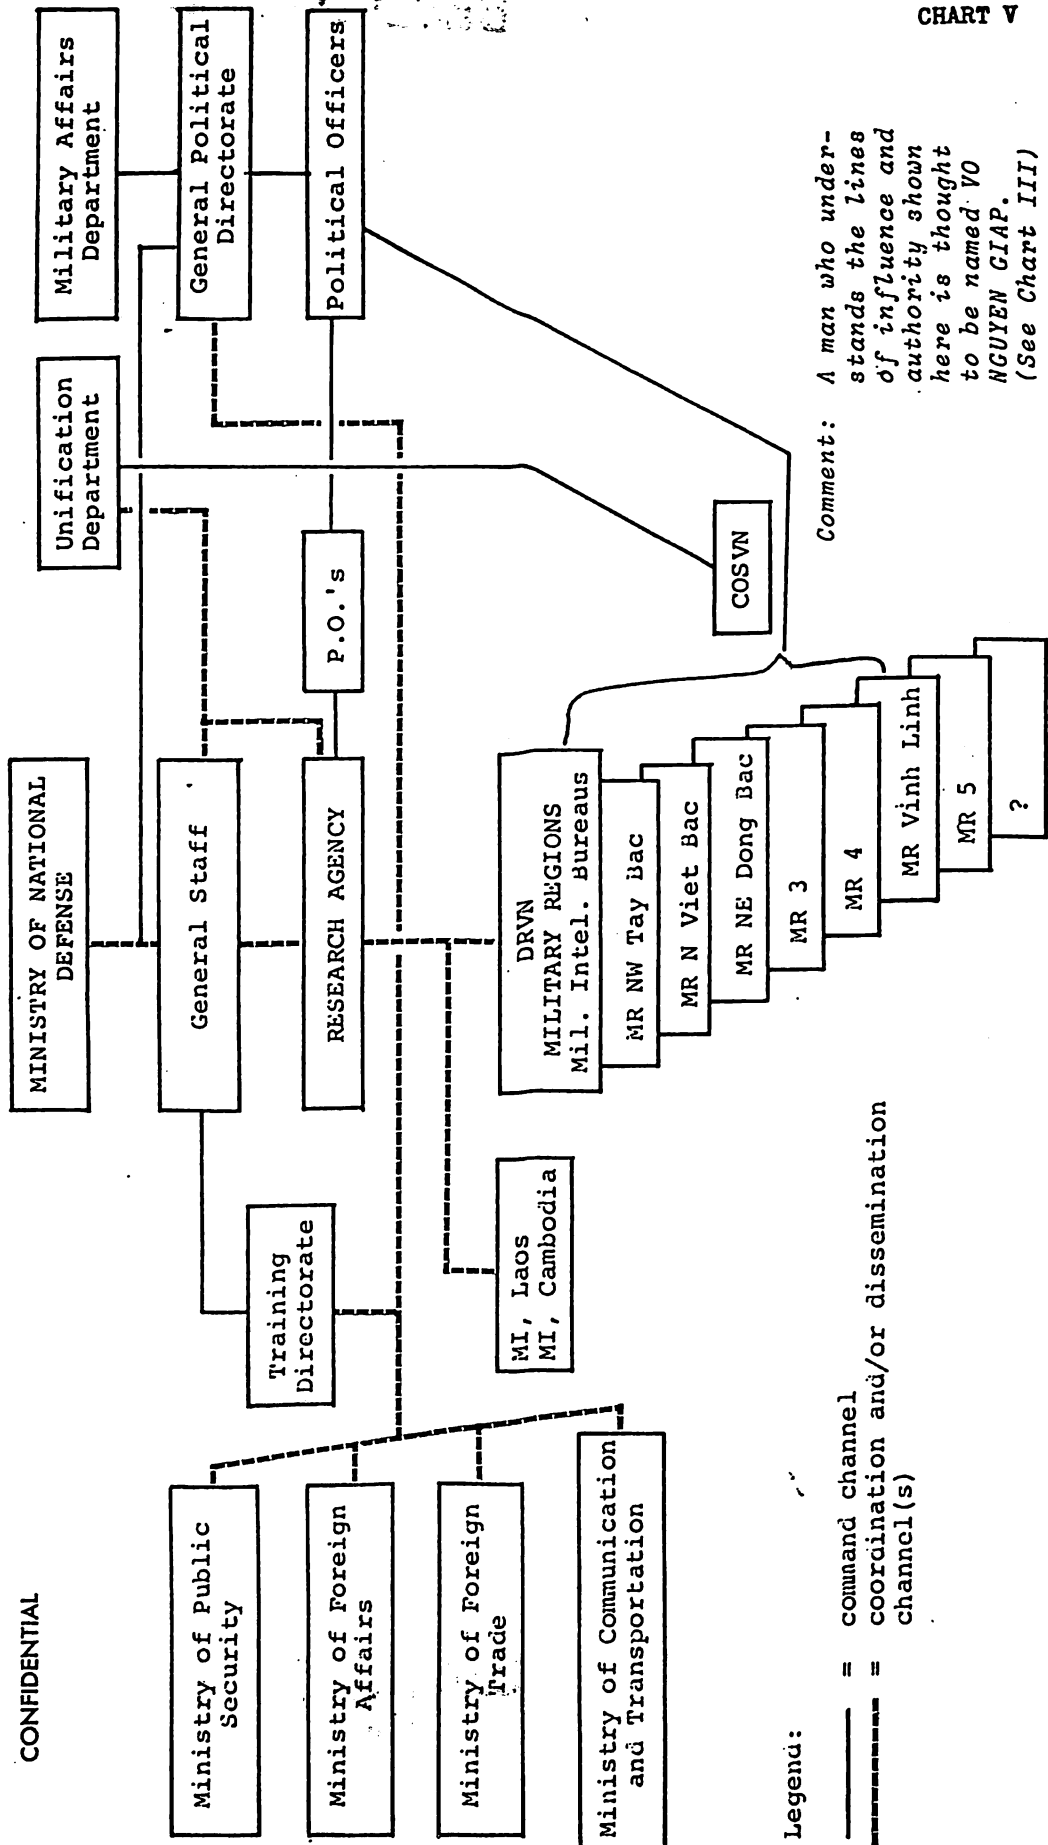 CHART V
CONFIDENTIAL
MINISTRY OF NATIONAL
DEFENSE
Unification
Department
Military Affairs
Department
General Staff
General Political
Directorate
Training
Directorate
RESEARCH AGENCY
P.O.'s
Political Officers
Ministry of Public
Security
Ministry of Foreign
Affairs
Ministry of Foreign
Trade
Ministry of Communication
and Transportation
MI, Laos
MI, Cambodia
DRVN
MILITARY REGIONS
Mil. Intel. Bureaus
MR NW Tay Bac
MR N Viet Bac
MR NE Dong Bac
MR 3
MR 4
MR Vinh Linh
MR 5
?
COSVN
Legend:
= command channel
= coordination and/or dissemination
channel(s)
Comment: A man who under-
stands the lines
of influence and
authority shown
here is thought
to be named VO
NGUYEN GIAP.
(See Chart III)